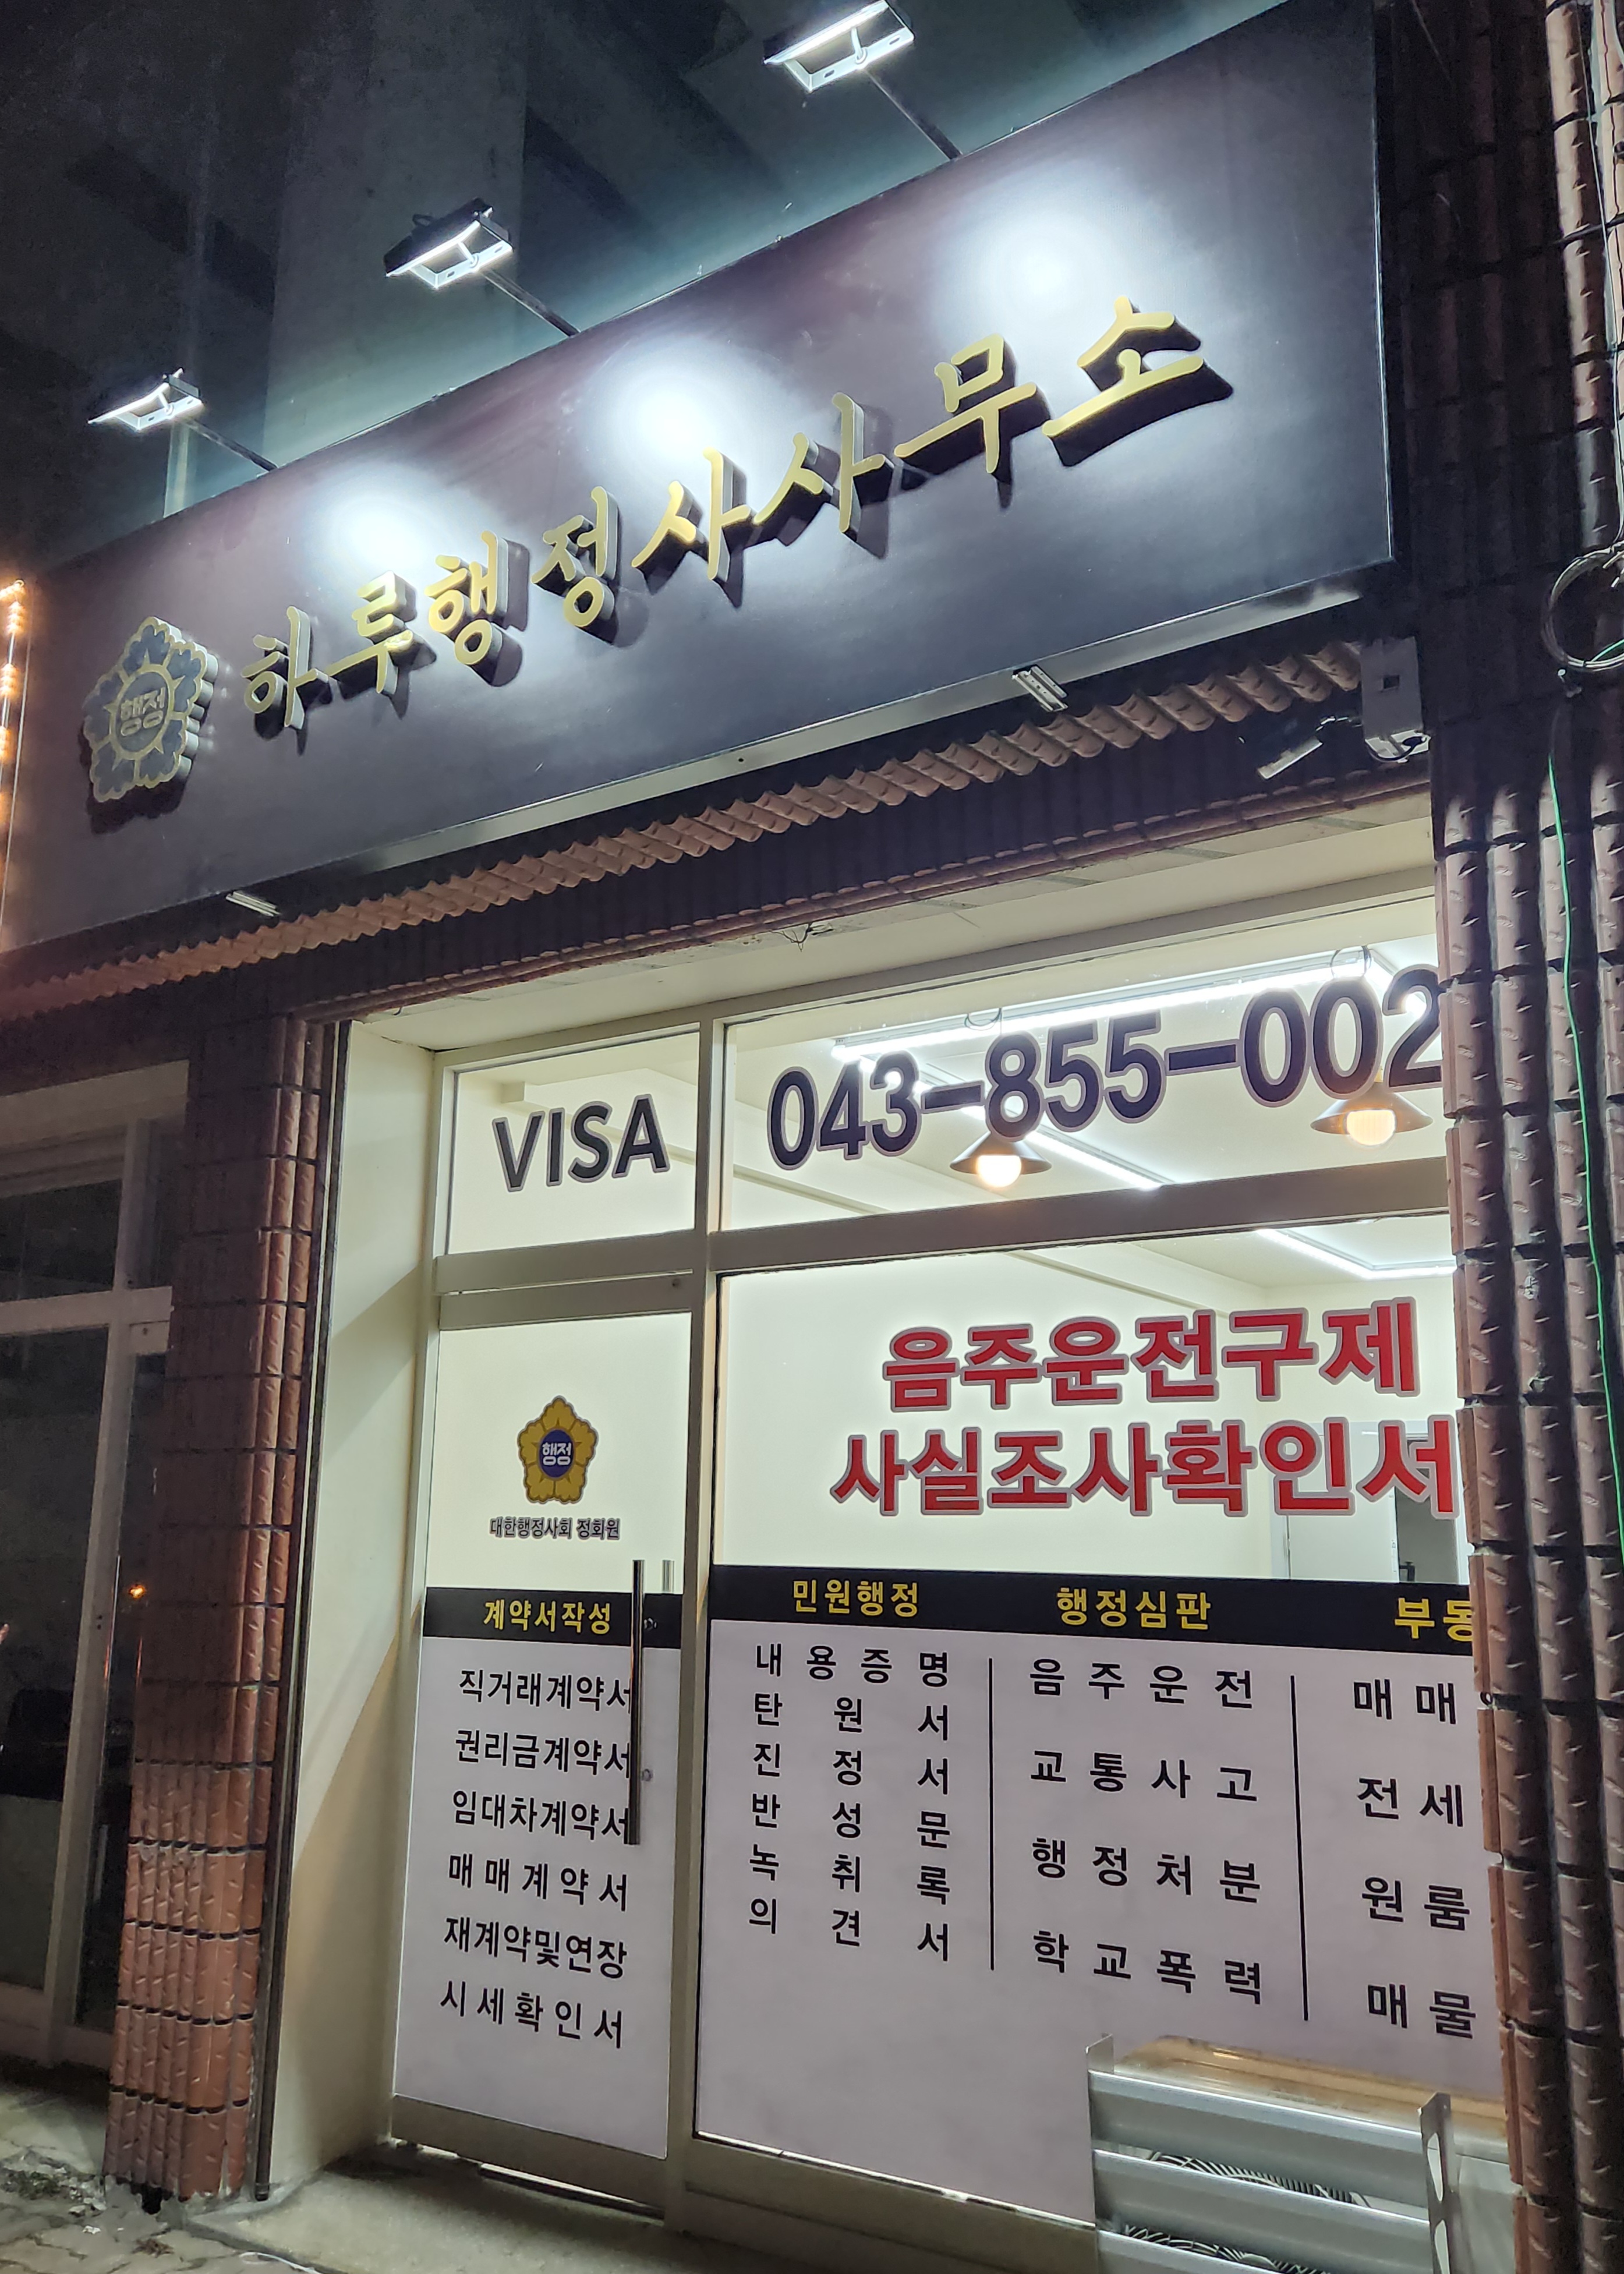 행정
하루행정사사무소
VISA
043-855-002
음주운전구제
사실조사확인서
행정
대한행정사회 정회원
계약서작성
직거래계약서
권리금계약서
임대차계약서
매매계약서
재계약및연장
시세확인서
민원행정
내용증명
탄원서
진정서
반성문
녹취록
의견서
행정심판
음주운전
교통사고
행정처분
학교폭력
부동
매매
전세
원룸
매물